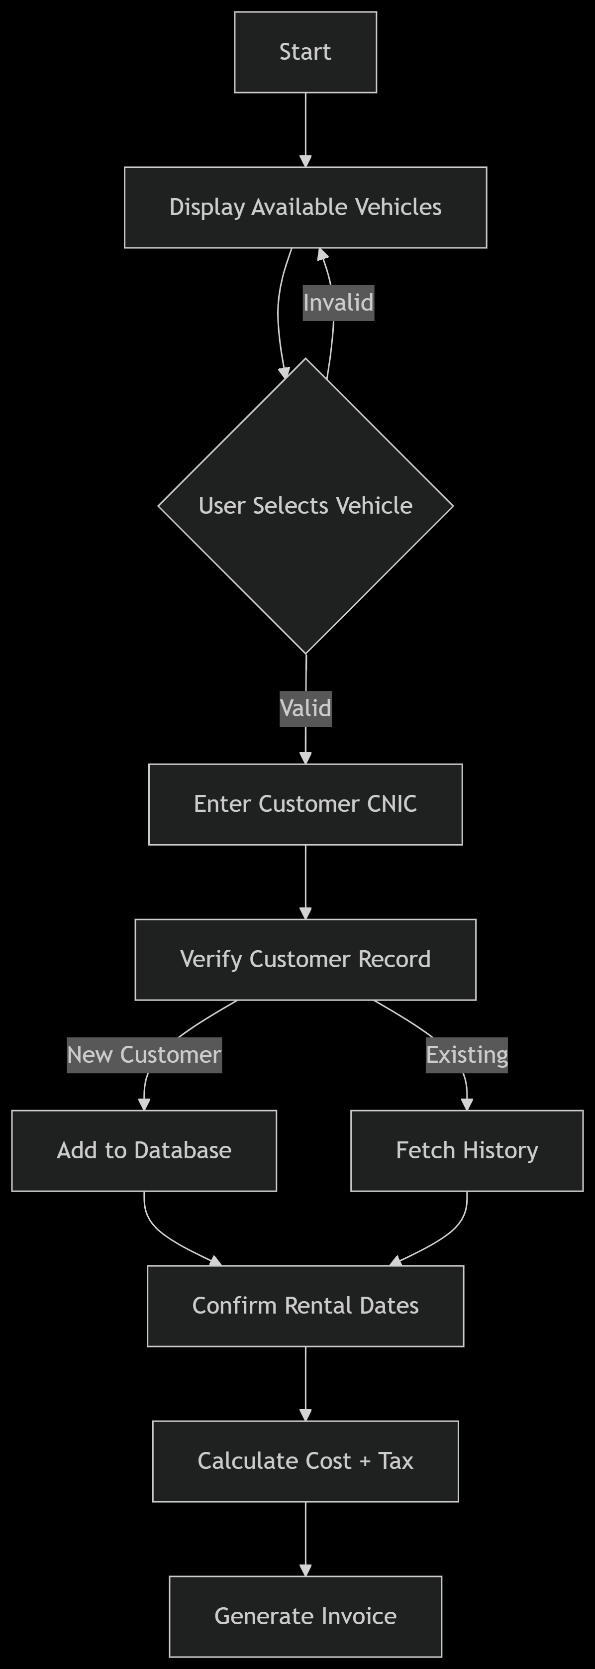 Start
Display Available Vehicles
Invalid
User Selects Vehicle
Valid
Enter Customer CNIC
Verify Customer Record
New Customer
Existing
Add to Database
Fetch History
Confirm Rental Dates
Calculate Cost + Tax
Generate Invoice